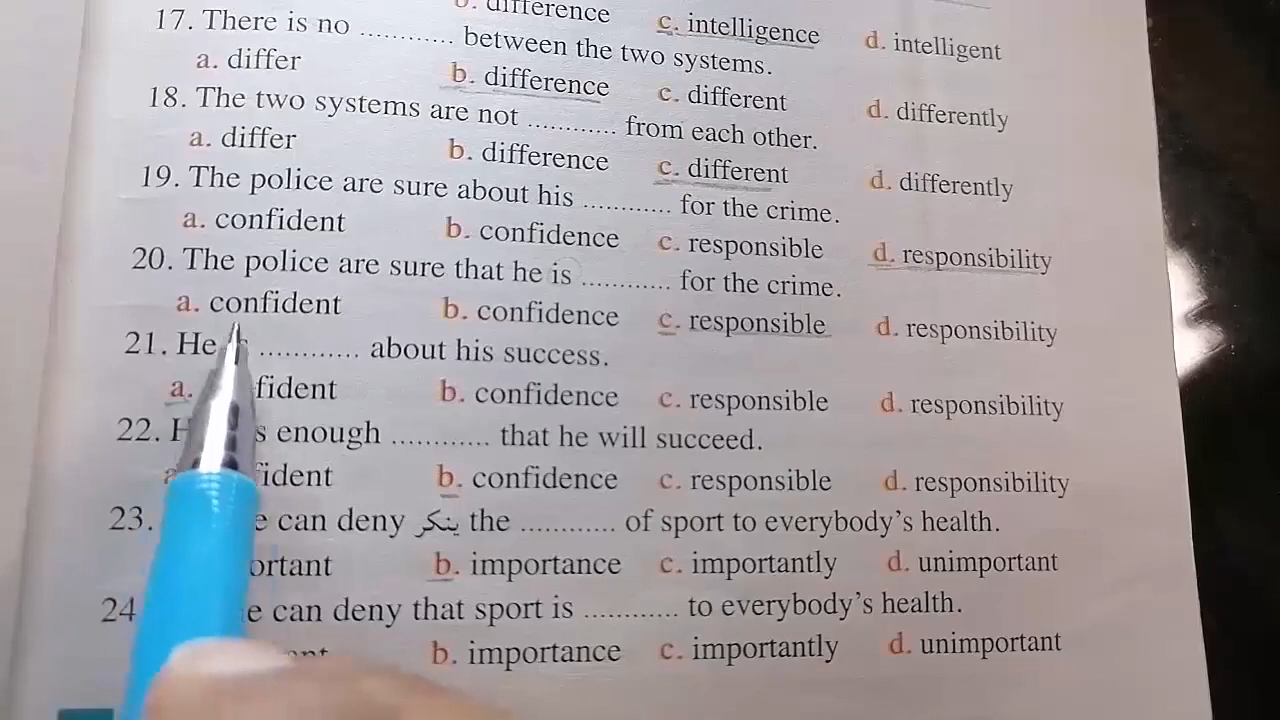 b. difference c. intelligence d. intelligent
17. There is no ............ between the two systems.
a. differ b. difference c. different d. differently
18. The two systems are not ............ from each other.
a. differ b. difference c. different d. differently
19. The police are sure about his ............ for the crime.
a. confident b. confidence c. responsible d. responsibility
20. The police are sure that he is ............ for the crime.
a. confident b. confidence c. responsible d. responsibility
21. He ............ about his success.
a. b. confidence c. responsible d. responsibility
22. enough ............ that he will succeed.
b. confidence c. responsible d. responsibility
23. can deny ينكر the ............ of sport to everybody's health.
b. importance c. importantly d. unimportant
24 can deny that sport is ............ to everybody's health.
b. importance c. importantly d. unimportant